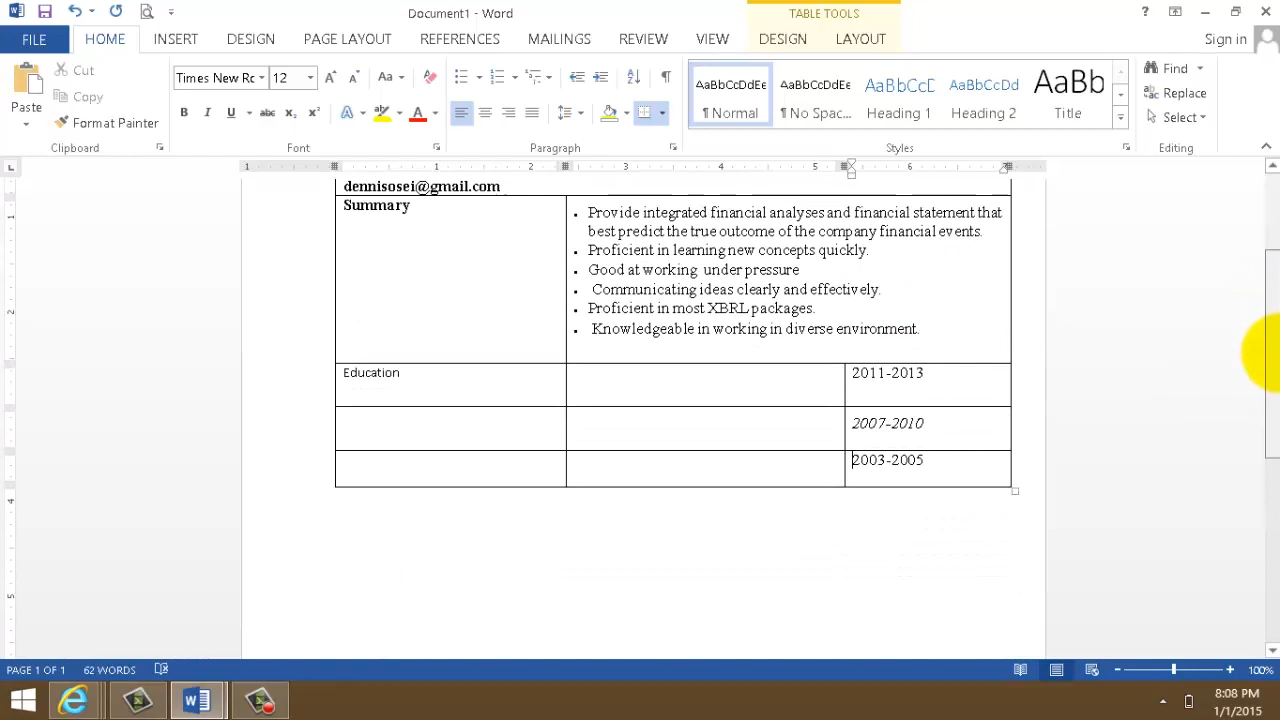 Document1 - Word
TABLE TOOLS
FILE
HOME
INSERT
DESIGN
PAGE LAYOUT
REFERENCES
MAILINGS
REVIEW
VIEW
DESIGN
LAYOUT
Sign in
Paste
Cut
Copy
Format Painter
Clipboard
Times New Rc
12
Font
Paragraph
AaBbCcDdEe
¶ Normal
AaBbCcDdEe
¶ No Spac...
AaBbCcD
Heading 1
AaBbCcDd
Heading 2
AaBb
Title
Styles
Find
Replace
Select
Editing
dennisosei@gmail.com
Summary
Provide integrated financial analyses and financial statement that
best predict the true outcome of the company financial events.
Proficient in learning new concepts quickly.
Good at working under pressure
Communicating ideas clearly and effectively.
Proficient in most XBRL packages.
Knowledgeable in working in diverse environment.
Education
2011-2013
2007-2010
2003-2005
PAGE 1 OF 1
62 WORDS
100%
8:08 PM
1/1/2015